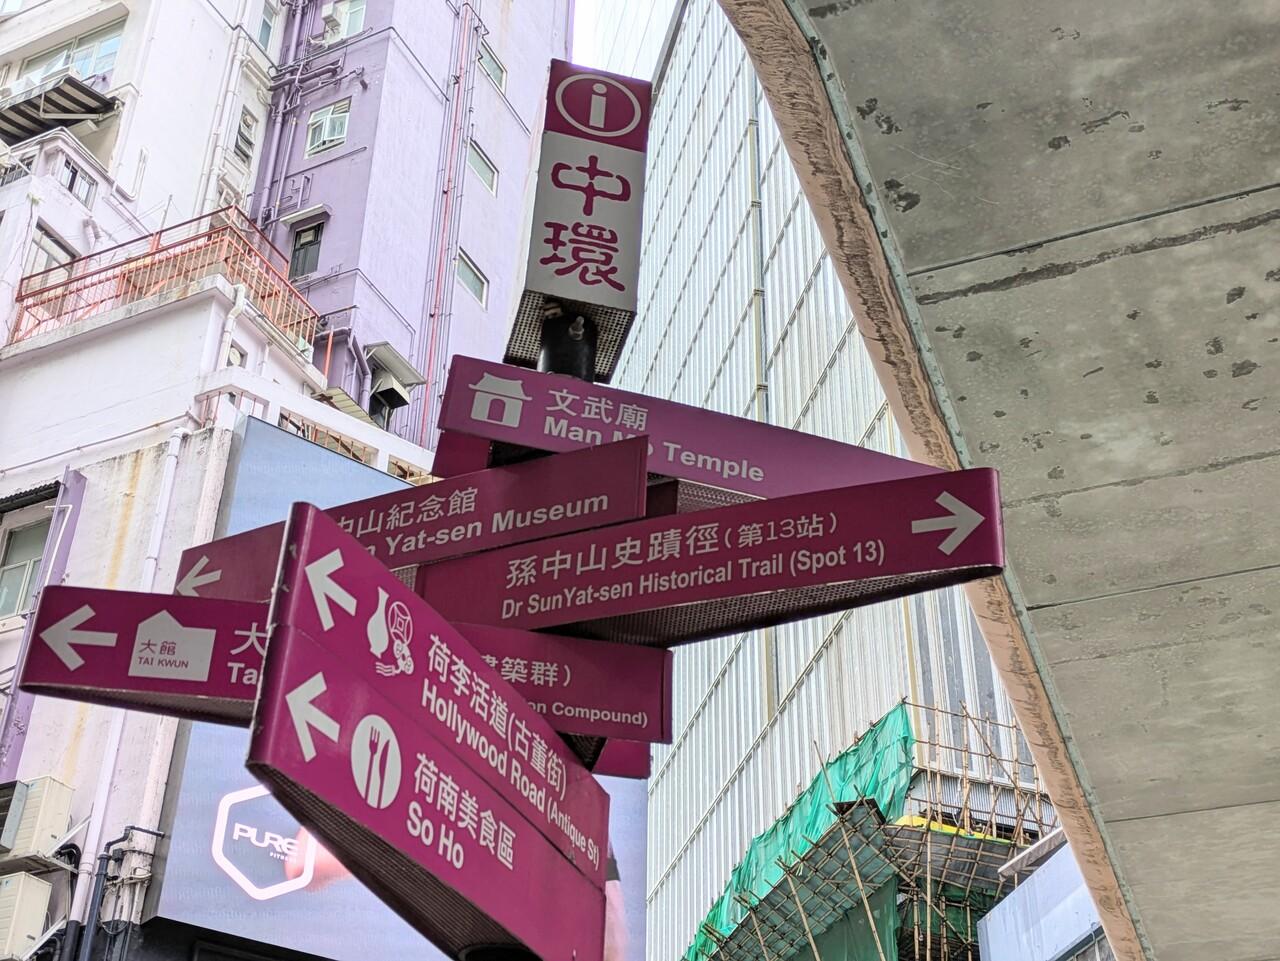 i
中
環
文武廟
Man Mo Temple
中山紀念館
Yat-sen Museum
孫中山史蹟徑(第13站)
Dr SunYat-sen Historical Trail (Spot 13)
大館
TAI KWUN
大
Ta
築群)
Compound)
荷李活道(古董街)
Hollywood Road (Antique St)
荷南美食區
So Ho
PURE
FITNESS